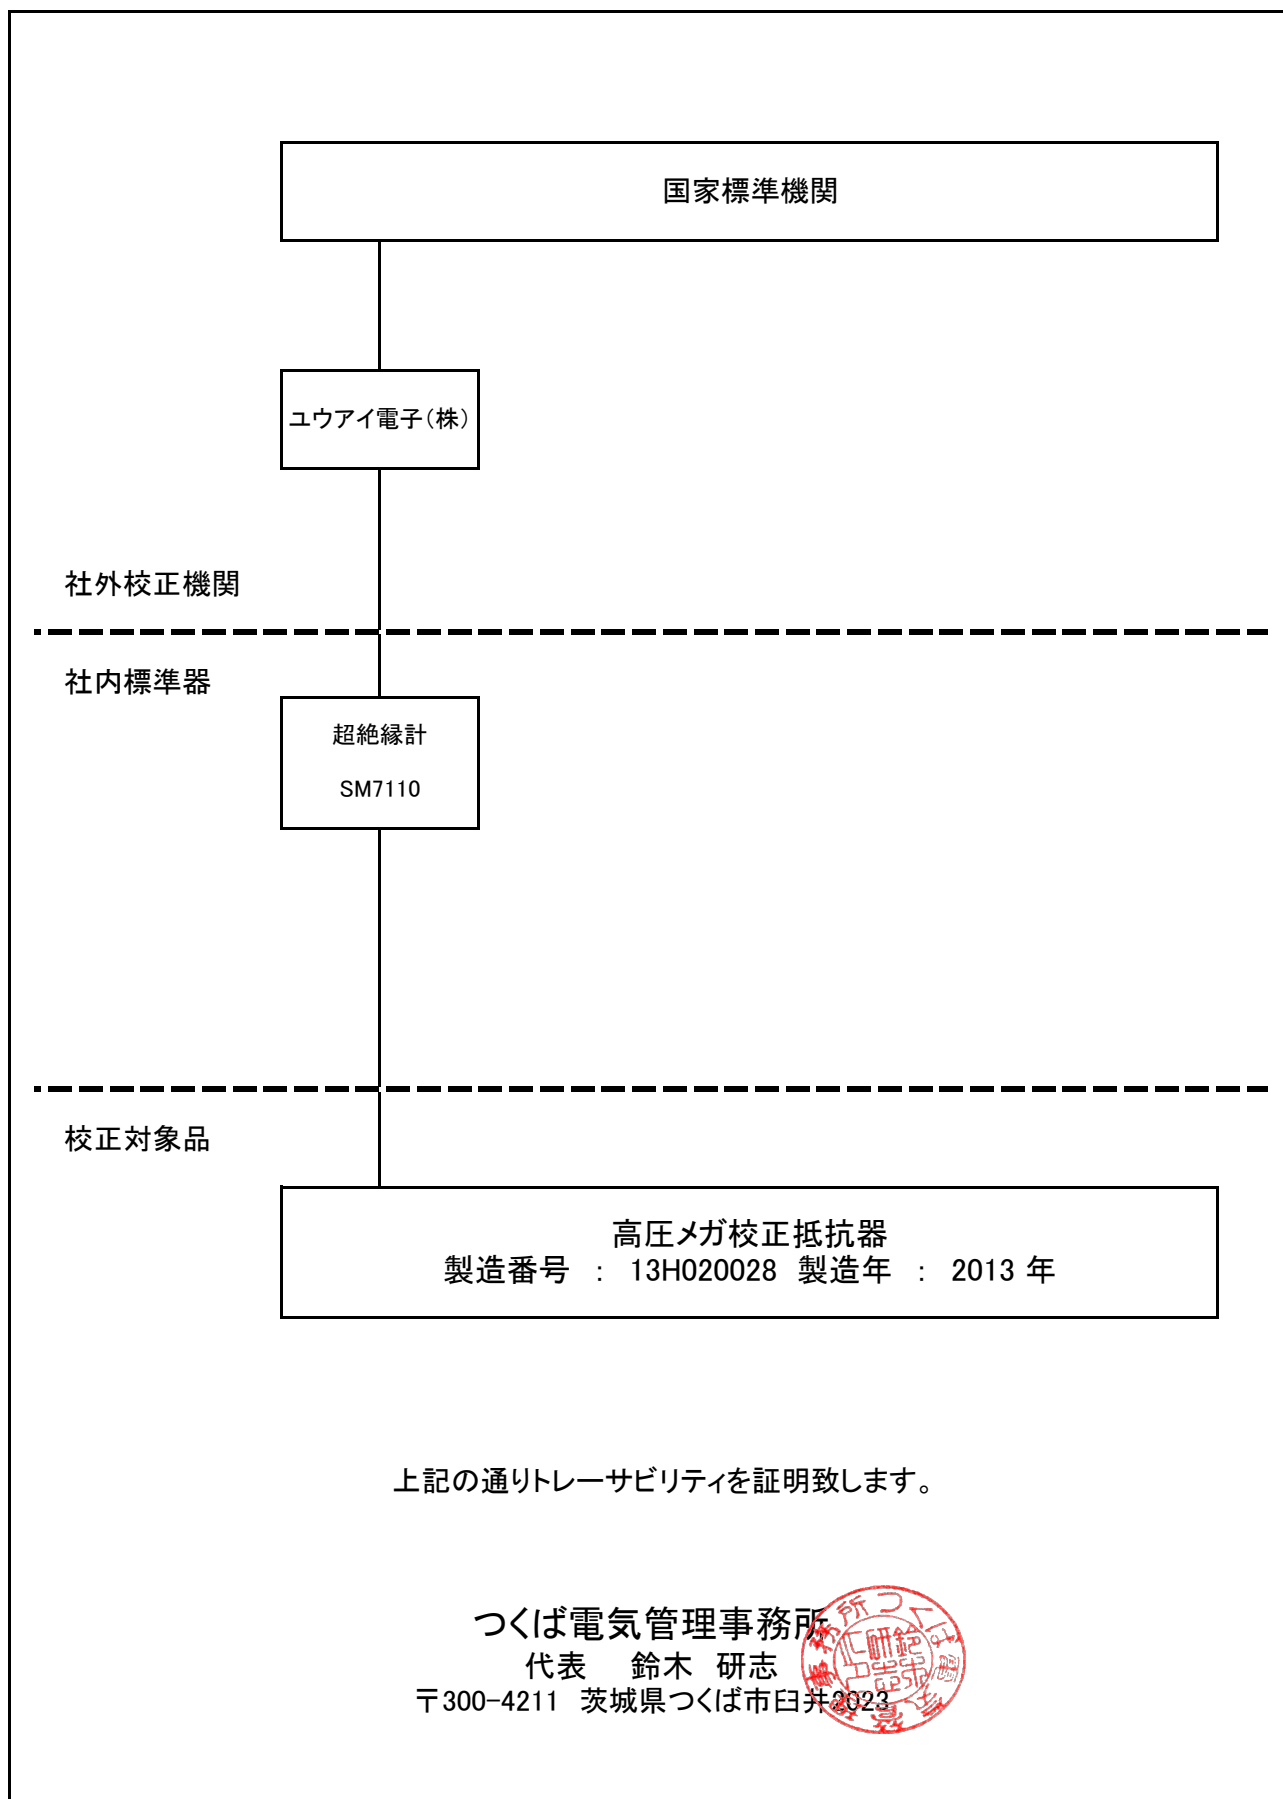 国家標準機関
ユウアイ電子(株)
社外校正機関
社内標準器
超絶縁計
SM7110
校正対象品
高圧メガ校正抵抗器
製造番号 : 13H020028 製造年 : 2013 年
上記の通りトレーサビリティを証明致します。
つくば電気管理事務所
代表 鈴木 研志
〒300-4211 茨城県つくば市臼井2023